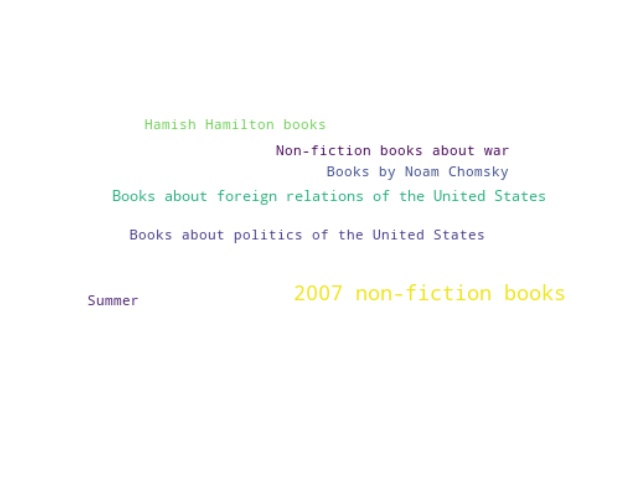 Hamish Hamilton books
Non-fiction books about war
Books by Noam Chomsky
Books about foreign relations of the United States
Books about politics of the United States
2007 non-fiction books
Summer